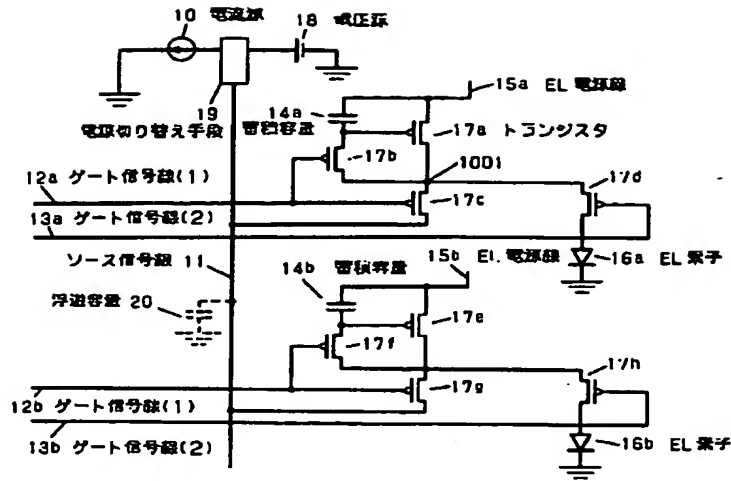 10 電流源
18 電圧源
19
電源切り替え手段
14a
蓄積容量
15a EL電源線
17a トランジスタ
17b
1001
17d
12a ゲート信号線(1)
17c
13a ゲート信号線(2)
16a EL素子
ソース信号線 11
14b 蓄積容量
15b EL電源線
浮遊容量 20
17e
17f
17h
17g
12b ゲート信号線(1)
13b ゲート信号線(2)
16b EL素子